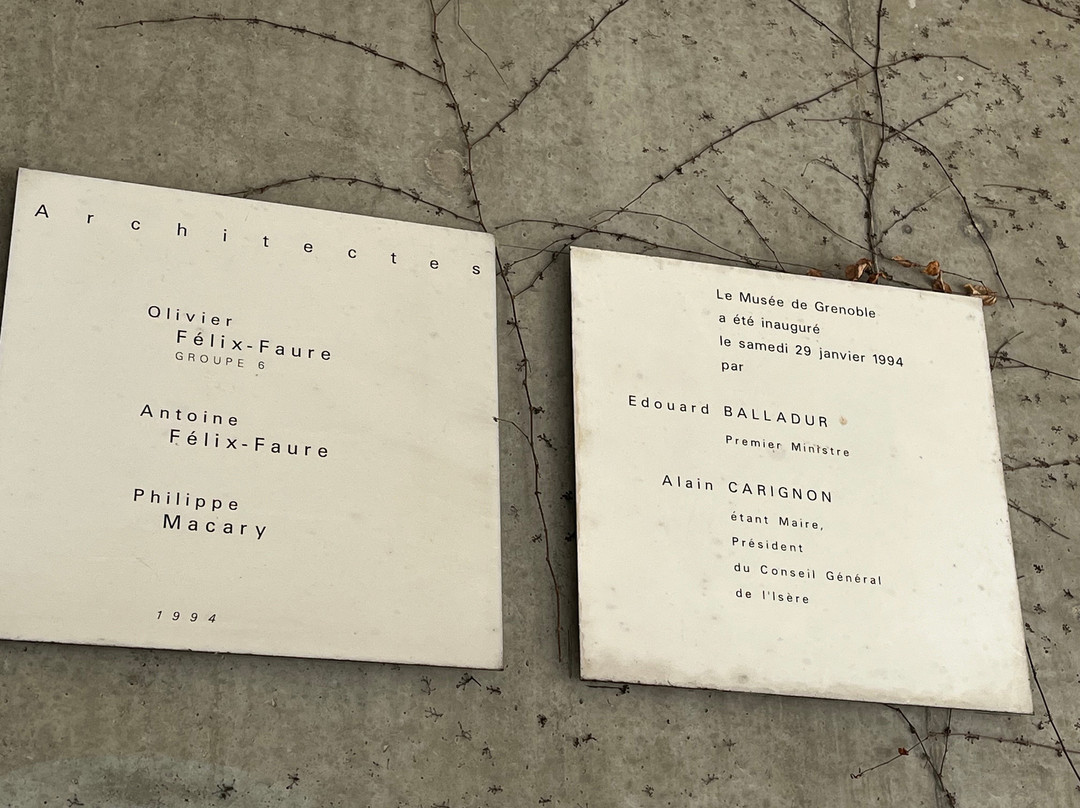 Architectes
Olivier
Félix-Faure
GROUPE 6
Antoine
Félix-Faure
Philippe
Macary
1994
Le Musée de Grenoble
a été inauguré
le samedi 29 janvier 1994
par
Edouard BALLADUR
Premier Ministre
Alain CARIGNON
étant Maire,
Président
du Conseil Général
de l'Isère